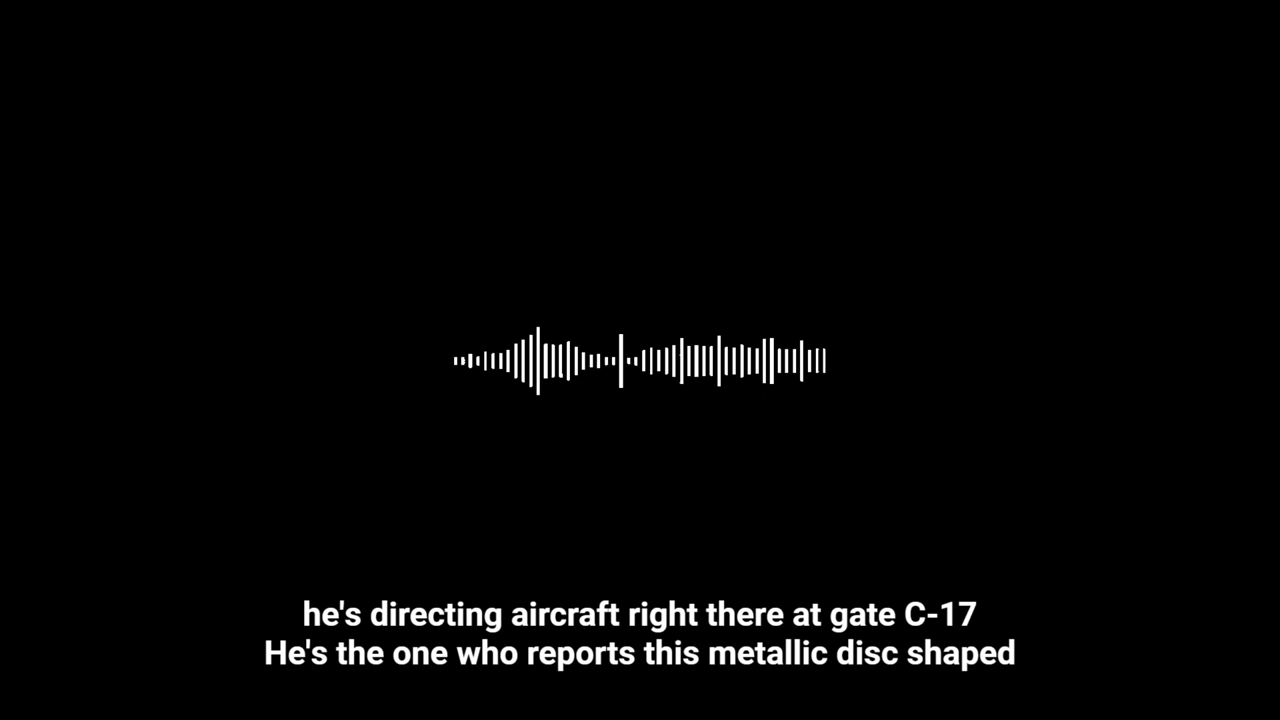 he's directing aircraft right there at gate C-17
He's the one who reports this metallic disc shaped